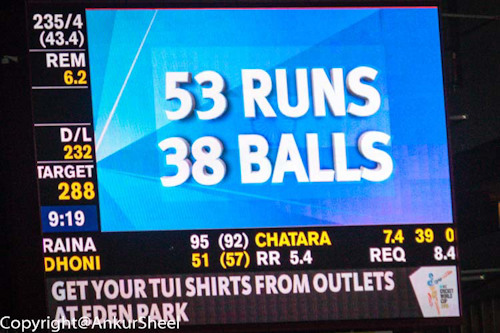 235/4
(43.4)
REM
6.2
D/L
232
TARGET
288
9:19
53 RUNS
38 BALLS
RAINA 95 (92) CHATARA 7.4 39 0
DHONI 51 (57) RR 5.4 REQ 8.4
GET YOUR TUI SHIRTS FROM OUTLETS
AT EDEN PARK
Copyright@AnkurSheel